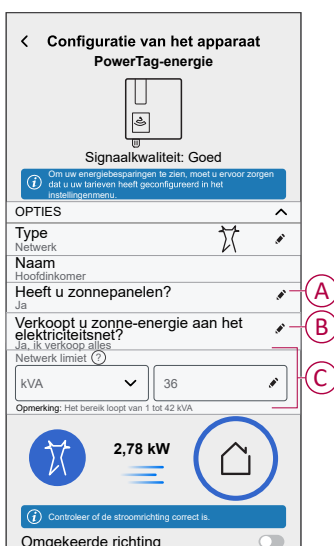 Configuratie van het apparaat
PowerTag-energie
Signaalkwaliteit: Goed
Om uw energiebesparingen te zien, moet u ervoor zorgen
dat u uw tarieven heeft geconfigureerd in het
instellingenmenu.
OPTIES
Type
Netwerk
Naam
Hoofdinkomer
Heeft u zonnepanelen?
Ja
A
Verkoopt u zonne-energie aan het
elektriciteitsnet?
Ja, ik verkoop alles
B
Netwerk limiet ?
kVA 36
C
Opmerking: Het bereik loopt van 1 tot 42 kVA
2,78 kW
Controleer of de stroomrichting correct is.
Omgekeerde richting